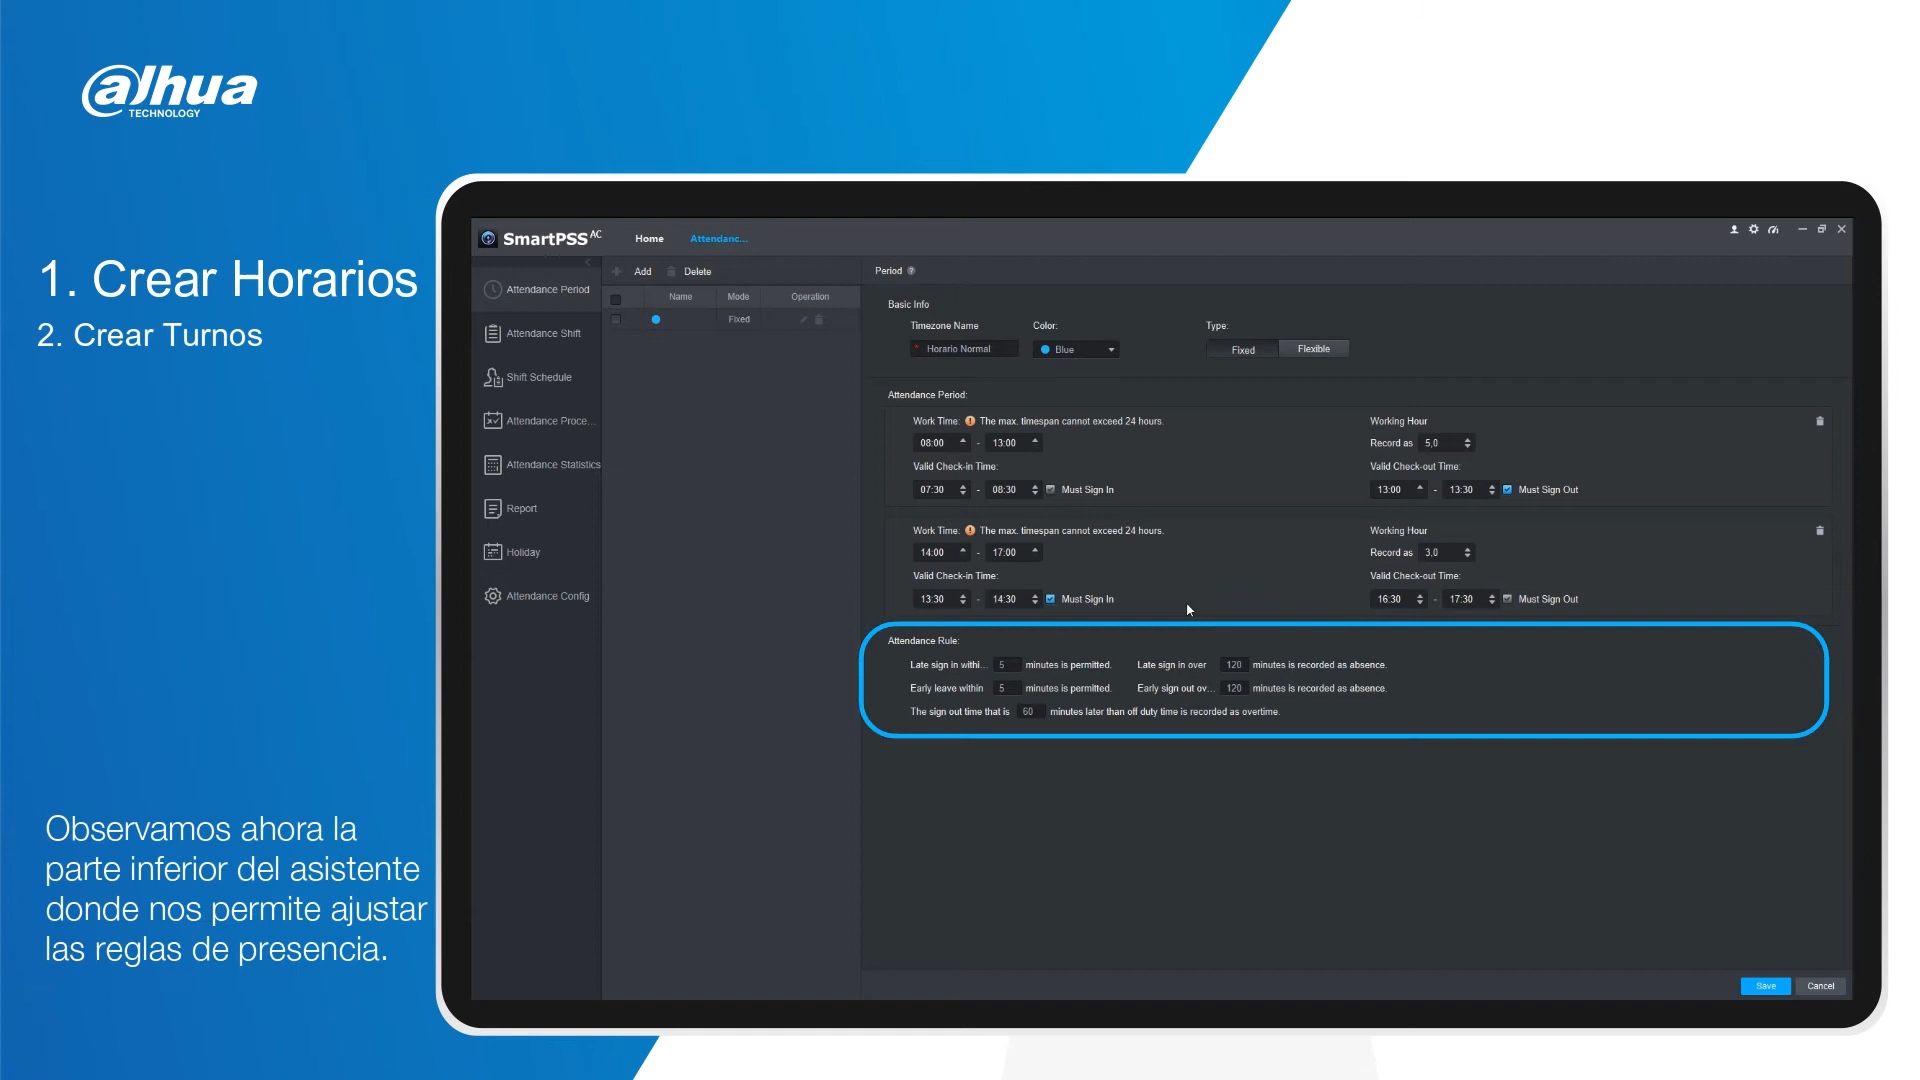 alhua
TECHNOLOGY
1. Crear Horarios
2. Crear Turnos
Observamos ahora la
parte inferior del asistente
donde nos permite ajustar
las reglas de presencia.
SmartPSS AC
Home
Attendanc...
Attendance Period
Attendance Shift
Shift Schedule
Attendance Proce...
Attendance Statistics
Report
Holiday
Attendance Config
Add
Delete
Name Mode Operation
Fixed
Period
Basic Info
Timezone Name Color: Type:
* Horario Normal Blue Fixed Flexible
Attendance Period:
Work Time: The max. timespan cannot exceed 24 hours. Working Hour
08:00 - 13:00 Record as 5,0
Valid Check-in Time: Valid Check-out Time:
07:30 - 08:30 Must Sign In 13:00 - 13:30 Must Sign Out
Work Time: The max. timespan cannot exceed 24 hours. Working Hour
14:00 - 17:00 Record as 3,0
Valid Check-in Time: Valid Check-out Time:
13:30 - 14:30 Must Sign In 16:30 - 17:30 Must Sign Out
Attendance Rule:
Late sign in withi... 5 minutes is permitted. Late sign in over 120 minutes is recorded as absence.
Early leave within 5 minutes is permitted. Early sign out ov... 120 minutes is recorded as absence.
The sign out time that is 60 minutes later than off duty time is recorded as overtime.
Save Cancel